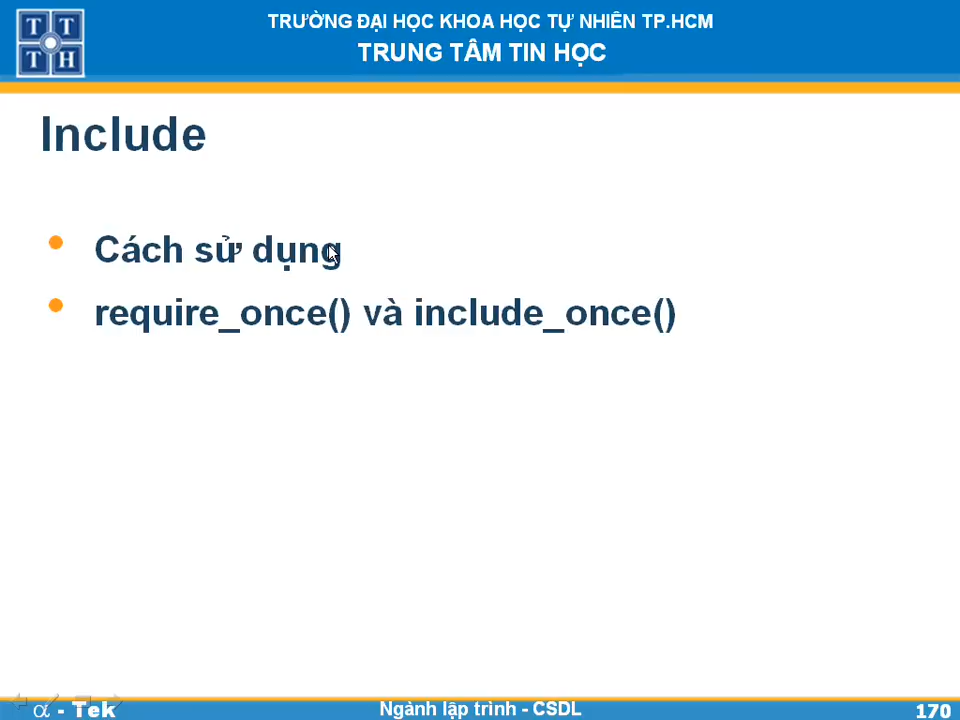 T T
T H
TRƯỜNG ĐẠI HỌC KHOA HỌC TỰ NHIÊN TP.HCM
TRUNG TÂM TIN HỌC
Include
• Cách sử dụng
• require_once() và include_once()
α - Tek
Ngành lập trình - CSDL
170